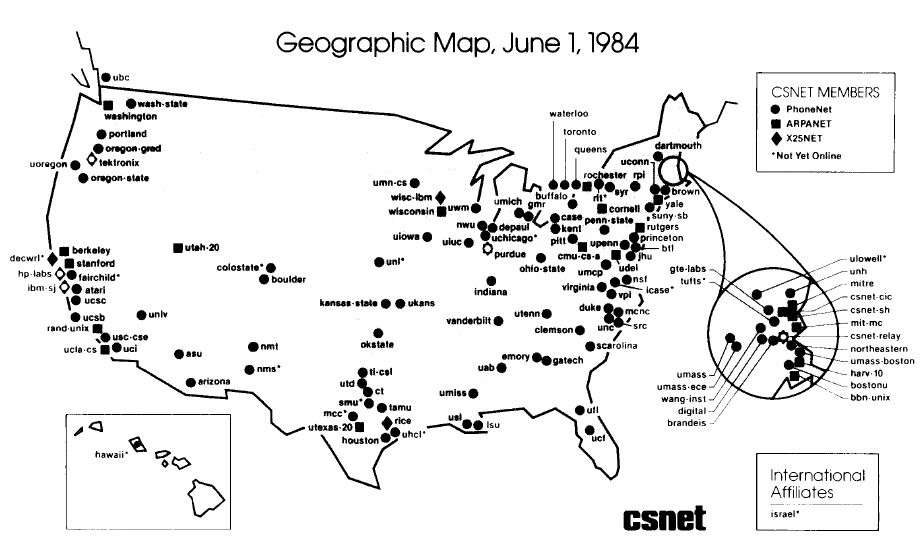 Geographic Map, June 1, 1984
CSNET MEMBERS
PhoneNet
ARPANET
X25NET
*Not Yet Online
ubc
wash-state
washington
portland
oregon-grad
tektronix
uoregon
oregon-state
berkeley
decwrl*
stanford
hp-labs
fairchild*
ibm-sj
atari
ucsc
ucsb
rand-unix
usc-cse
ucla-cs
uci
utah-20
colostate*
boulder
univ
asu
arizona
nmt
nms*
umn-cs
wisc-ibm
wisconsin
uwm
uiowa
uiuc
nwu
depaul
uchicago*
purdue
unl*
kansas-state
ukans
okstate
ti-csl
utd
ct
smu*
tamu
mcc*
utexas-20
rice
houston
uhcl*
usl
lsu
umiss
uab
emory
gatech
vanderbilt
utenn
clemson
scarolina
indiana
ohio-state
umich
gmr
waterloo
toronto
queens
buffalo
rochester
rit*
syr
rpi
case
kent
cornell
penn-state
pitt
cmu-cs-a
upenn
umcp
udel
jhu
btl
princeton
rutgers
suny-sb
yale
brown
uconn
dartmouth
nsf
icase*
virginia
vpi
duke
mcnc
unc
src
ufl
ucf
gte-labs
tufts*
ulowell*
unh
mitre
csnet-cic
csnet-sh
mit-mc
csnet-relay
northeastern
umass-boston
harv-10
bostonu
bbn-unix
umass
umass-ece
wang-inst
digital
brandeis
hawaii*
csnet
International
Affiliates
israel*